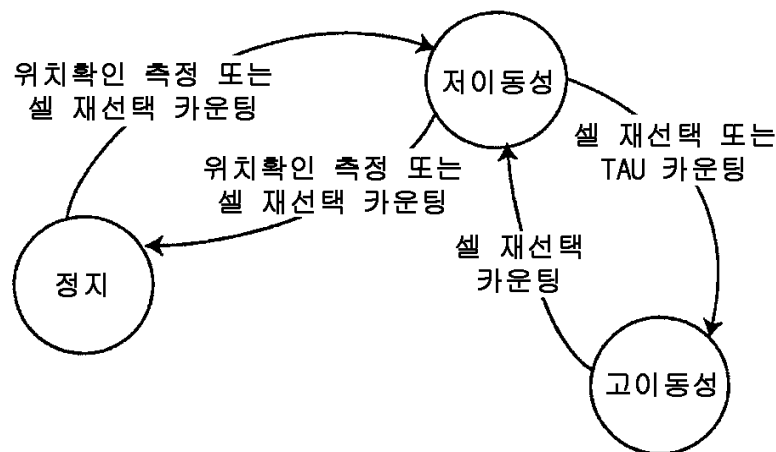 위치확인 측정 또는
셀 재선택 카운팅
저이동성
셀 재선택 또는
TAU 카운팅
위치확인 측정 또는
셀 재선택 카운팅
셀 재선택
카운팅
정지
고이동성